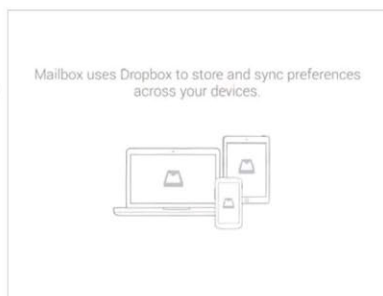 Mailbox uses Dropbox to store and sync preferences
across your devices.